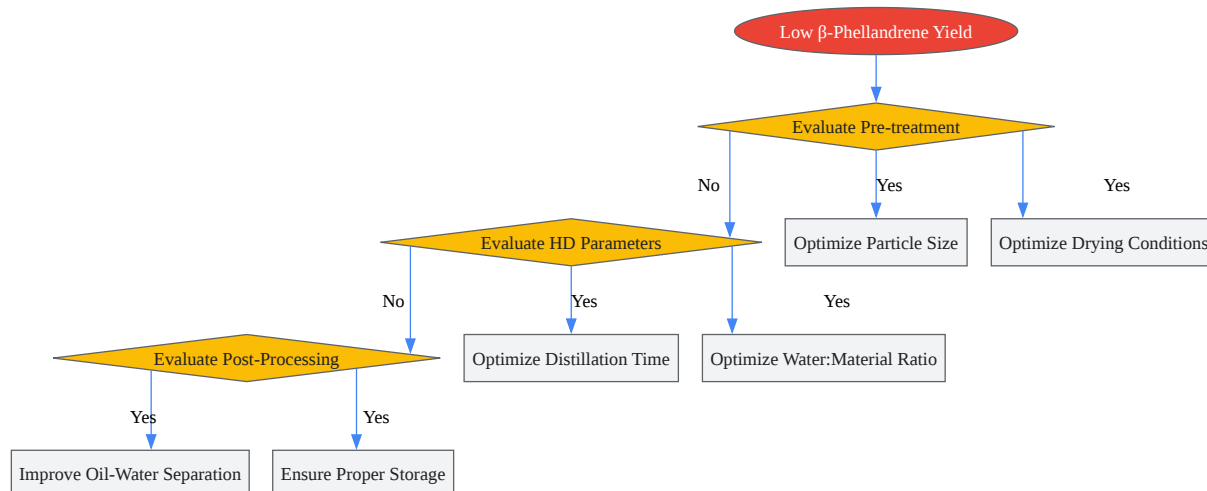 Low β-Phellandrene Yield
Evaluate Pre-treatment
No
Yes
Yes
Evaluate HD Parameters
Optimize Particle Size
Optimize Drying Conditions
No
Yes
Yes
Evaluate Post-Processing
Optimize Distillation Time
Optimize Water:Material Ratio
Yes
Yes
Improve Oil-Water Separation
Ensure Proper Storage